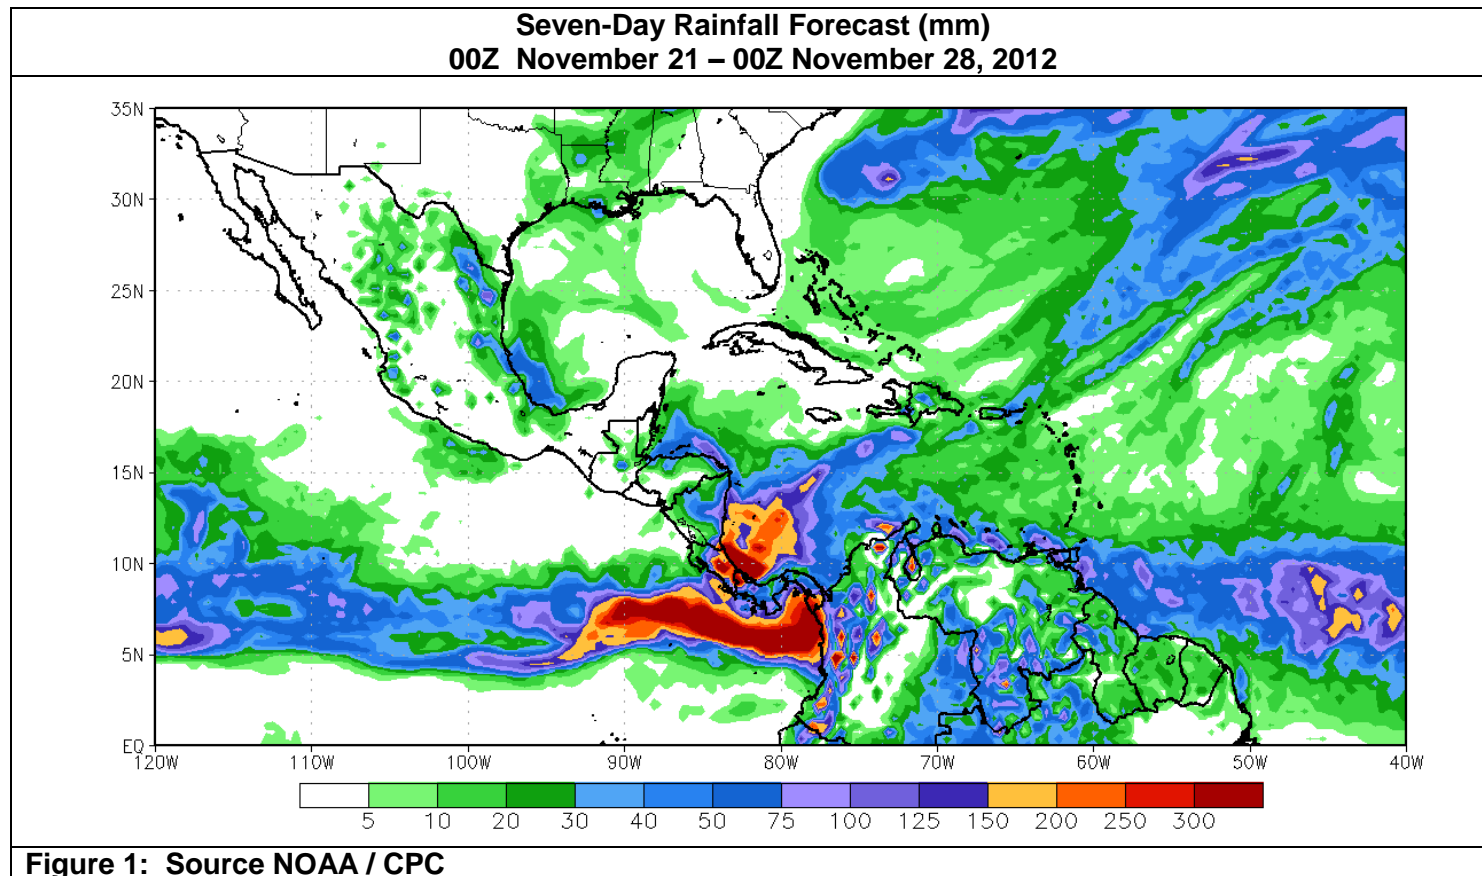 Seven-Day Rainfall Forecast (mm)
00Z  November 21 – 00Z November 28, 2012
35N
30N
25N
20N
15N
10N
5N
EQ
120W 110W 100W 90W 80W 70W 60W 50W 40W
5 10 20 30 40 50 75 100 125 150 200 250 300
Figure 1:  Source NOAA / CPC